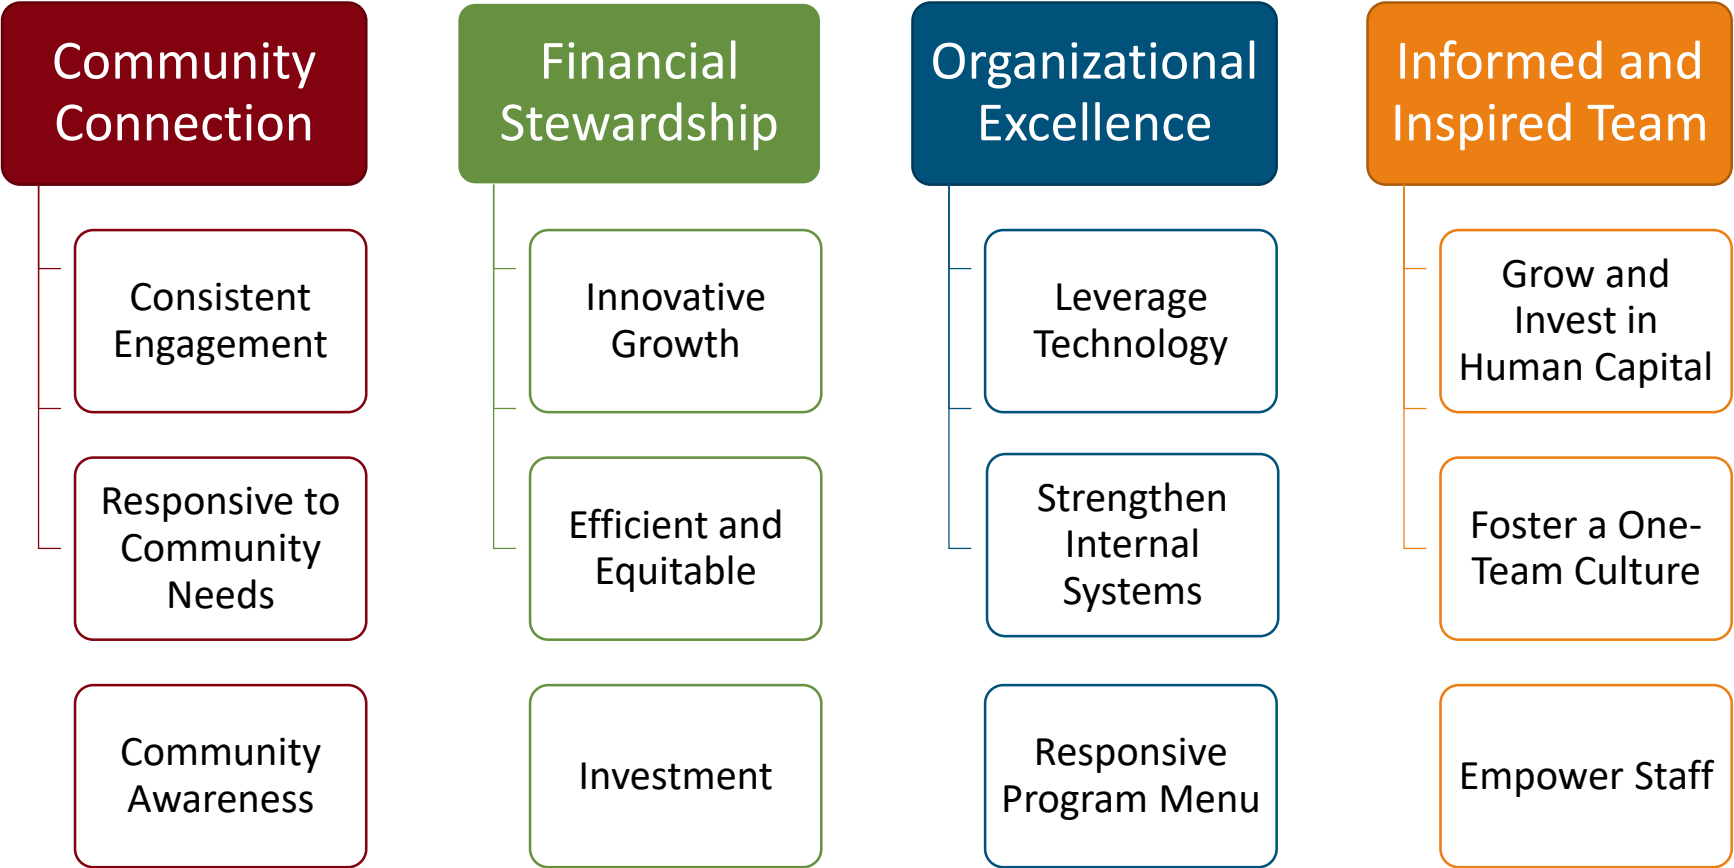 Community
Connection
Consistent
Engagement
Responsive to
Community
Needs
Community
Awareness
Financial
Stewardship
Innovative
Growth
Efficient and
Equitable
Investment
Organizational
Excellence
Leverage
Technology
Strengthen
Internal
Systems
Responsive
Program Menu
Informed and
Inspired Team
Grow and
Invest in
Human Capital
Foster a One-
Team Culture
Empower Staff